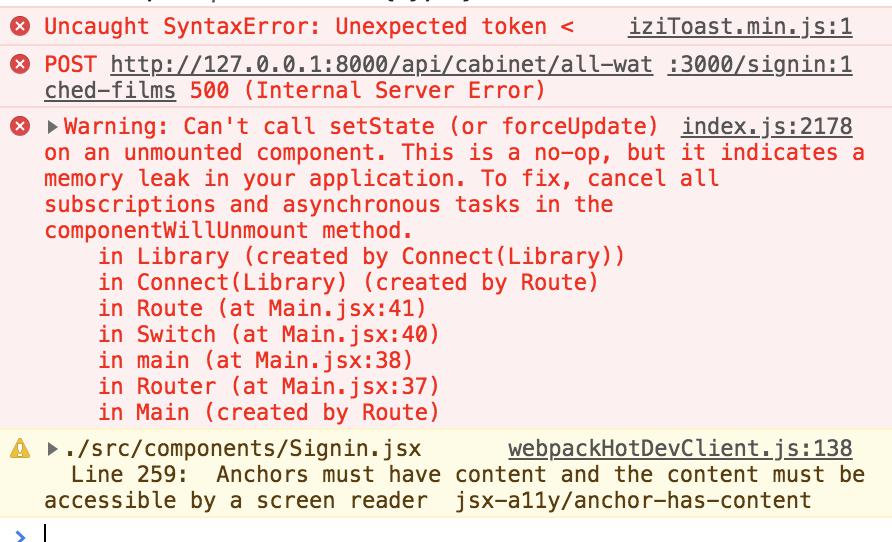 Uncaught SyntaxError: Unexpected token < iziToast.min.js:1
POST http://127.0.0.1:8000/api/cabinet/all-wat :3000/signin:1
ched-films 500 (Internal Server Error)
Warning: Can't call setState (or forceUpdate) index.js:2178
on an unmounted component. This is a no-op, but it indicates a
memory leak in your application. To fix, cancel all
subscriptions and asynchronous tasks in the
componentWillUnmount method.
in Library (created by Connect(Library))
in Connect(Library) (created by Route)
in Route (at Main.jsx:41)
in Switch (at Main.jsx:40)
in main (at Main.jsx:38)
in Router (at Main.jsx:37)
in Main (created by Route)
./src/components/Signin.jsx webpackHotDevClient.js:138
Line 259: Anchors must have content and the content must be
accessible by a screen reader jsx-a11y/anchor-has-content